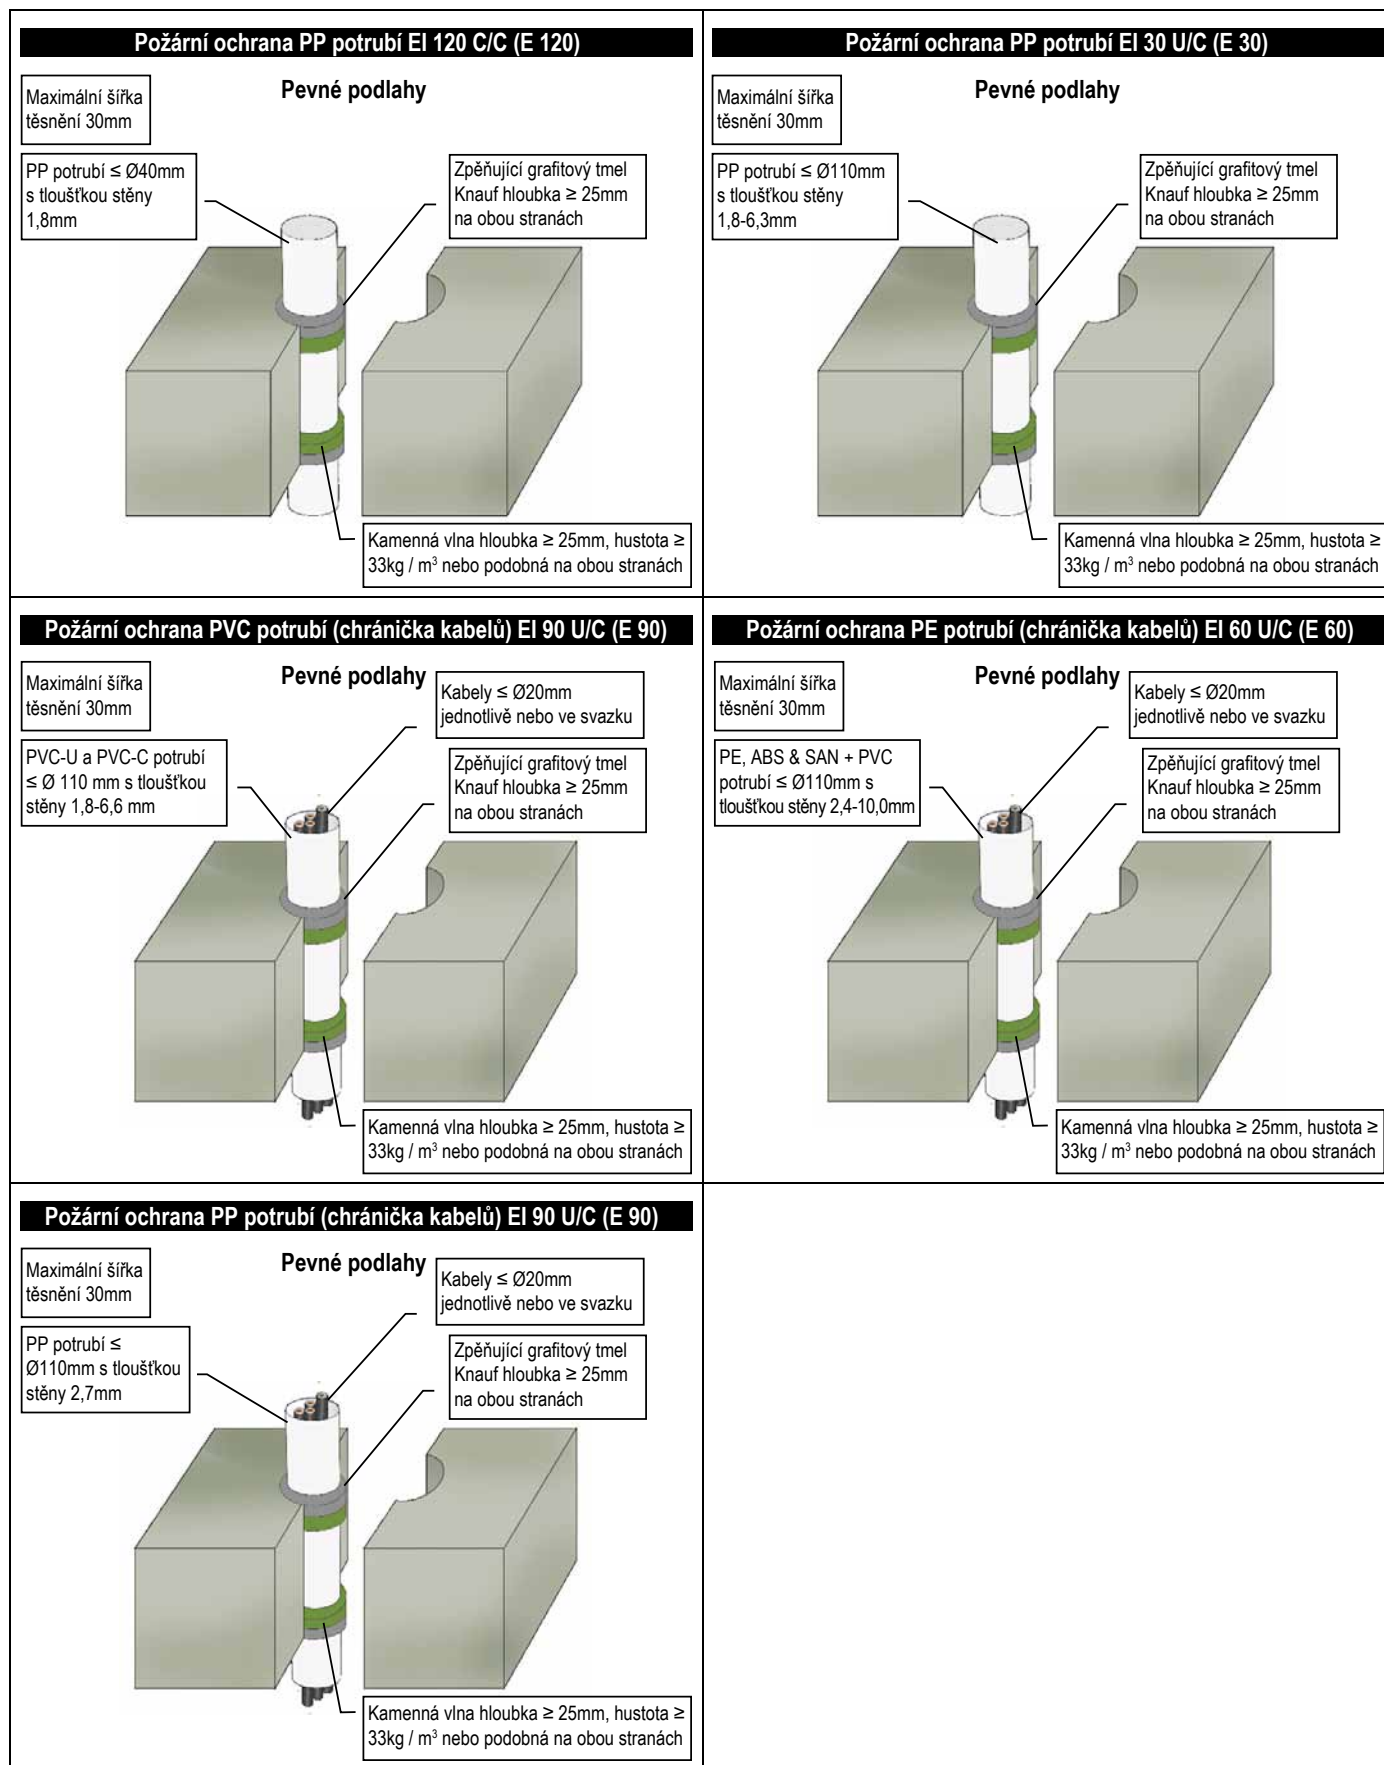 Požární ochrana PP potrubí EI 120 C/C (E 120)
Pevné podlahy
Maximální šířka
těsnění 30mm
PP potrubí ≤ Ø40mm
s tloušťkou stěny
1,8mm
Zpěňující grafitový tmel
Knauf hloubka ≥ 25mm
na obou stranách
Kamenná vlna hloubka ≥ 25mm, hustota ≥
33kg / m³ nebo podobná na obou stranách
Požární ochrana PP potrubí EI 30 U/C (E 30)
Pevné podlahy
Maximální šířka
těsnění 30mm
PP potrubí ≤ Ø110mm
s tloušťkou stěny
1,8-6,3mm
Zpěňující grafitový tmel
Knauf hloubka ≥ 25mm
na obou stranách
Kamenná vlna hloubka ≥ 25mm, hustota ≥
33kg / m³ nebo podobná na obou stranách
Požární ochrana PVC potrubí (chránička kabelů) EI 90 U/C (E 90)
Pevné podlahy
Maximální šířka
těsnění 30mm
Kabely ≤ Ø20mm
jednotlivě nebo ve svazku
PVC-U a PVC-C potrubí
≤ Ø 110 mm s tloušťkou
stěny 1,8-6,6 mm
Zpěňující grafitový tmel
Knauf hloubka ≥ 25mm
na obou stranách
Kamenná vlna hloubka ≥ 25mm, hustota ≥
33kg / m³ nebo podobná na obou stranách
Požární ochrana PE potrubí (chránička kabelů) EI 60 U/C (E 60)
Pevné podlahy
Maximální šířka
těsnění 30mm
Kabely ≤ Ø20mm
jednotlivě nebo ve svazku
PE, ABS & SAN + PVC
potrubí ≤ Ø110mm s
tloušťkou stěny 2,4-10,0mm
Zpěňující grafitový tmel
Knauf hloubka ≥ 25mm
na obou stranách
Kamenná vlna hloubka ≥ 25mm, hustota ≥
33kg / m³ nebo podobná na obou stranách
Požární ochrana PP potrubí (chránička kabelů) EI 90 U/C (E 90)
Pevné podlahy
Maximální šířka
těsnění 30mm
Kabely ≤ Ø20mm
jednotlivě nebo ve svazku
PP potrubí ≤
Ø110mm s tloušťkou
stěny 2,7mm
Zpěňující grafitový tmel
Knauf hloubka ≥ 25mm
na obou stranách
Kamenná vlna hloubka ≥ 25mm, hustota ≥
33kg / m³ nebo podobná na obou stranách